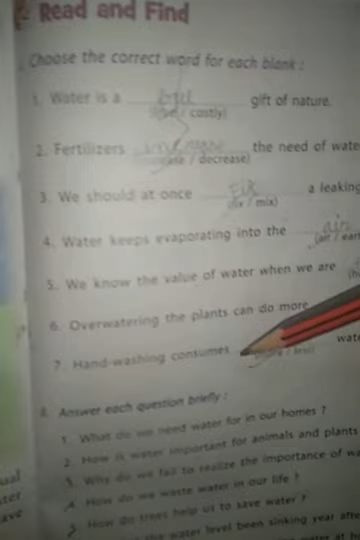 Read and Find
Choose the correct word for each blank :
1. Water is a gift of nature.
costly)
2. Fertilizers increase the need of wate
/ decrease)
3. We should at once Fix a leaking
/ mix)
4. Water keeps evaporating into the air
(air /
5. We know the value of water when we are
6. Overwatering the plants can do more
7. Hand-washing consumes wate
/ less)
Answer each question briefly :
1. What do we need water for in our homes ?
2. How is water important for animals and plants
3. Why do we fail to realize the importance of wa
4. How do we waste water in our life ?
5. How do trees help us to save water ?
the water level been sinking year afte